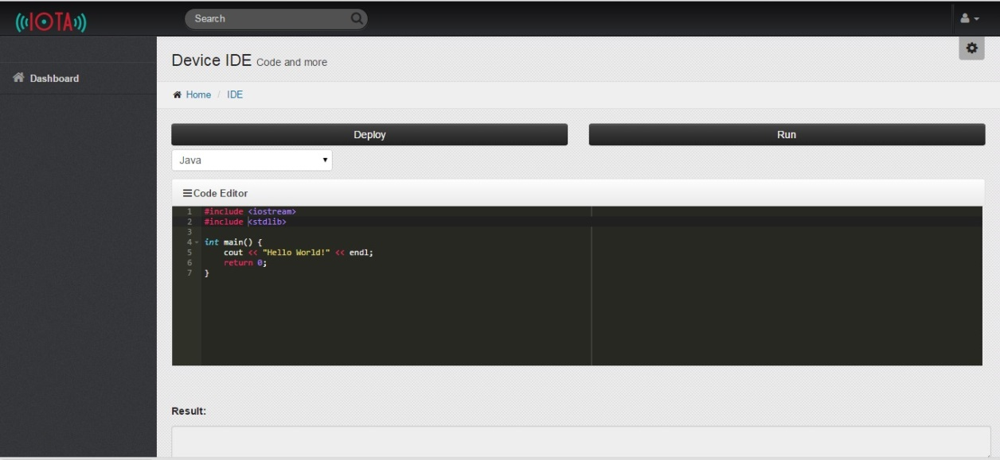 IOTA
Search
Device IDE Code and more
Dashboard
Home / IDE
Deploy
Run
Java
Code Editor
1 #include <iostream>
2 #include <stdlib>
3
4 int main() {
5 cout << "Hello World!" << endl;
6 return 0;
7 }
Result: